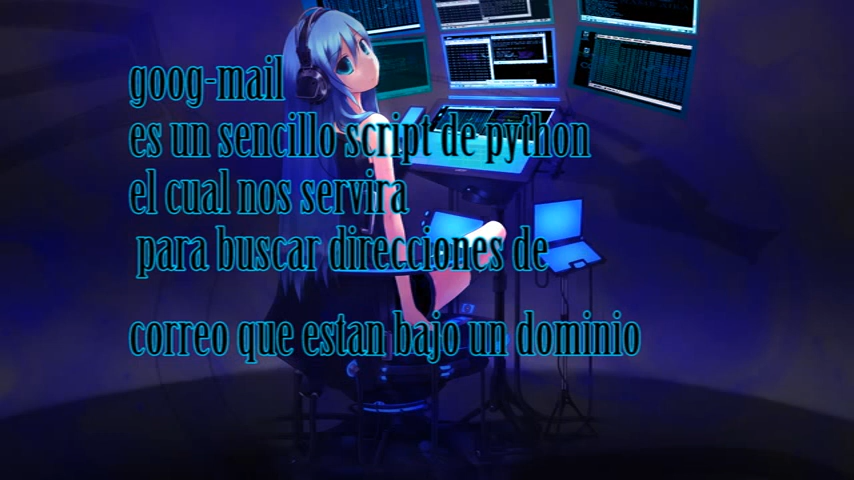 goog-mail
es un sencillo script de python
el cual nos servira
para buscar direcciones de
correo que estan bajo un dominio